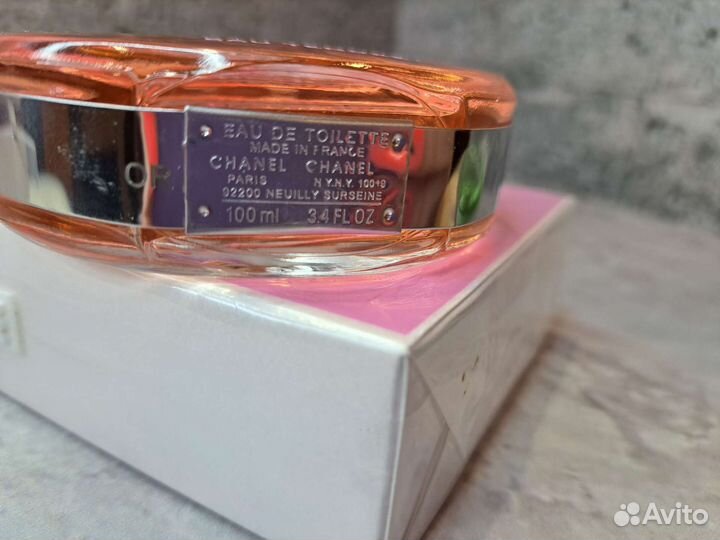 EAU DE TOILETTE
MADE IN FRANCE
CHANEL CHANEL
PARIS N.Y.N.Y. 10019
92200 NEUILLY SURSEINE
100 ml 3.4 FL OZ
Avito